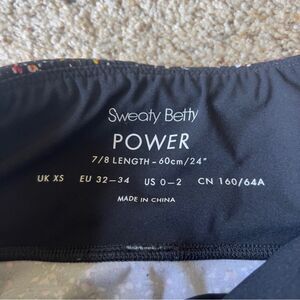 Sweaty Betty
POWER
7/8 LENGTH – 60cm/24"
UK XS EU 32–34 US 0–2 CN 160/64A
MADE IN CHINA